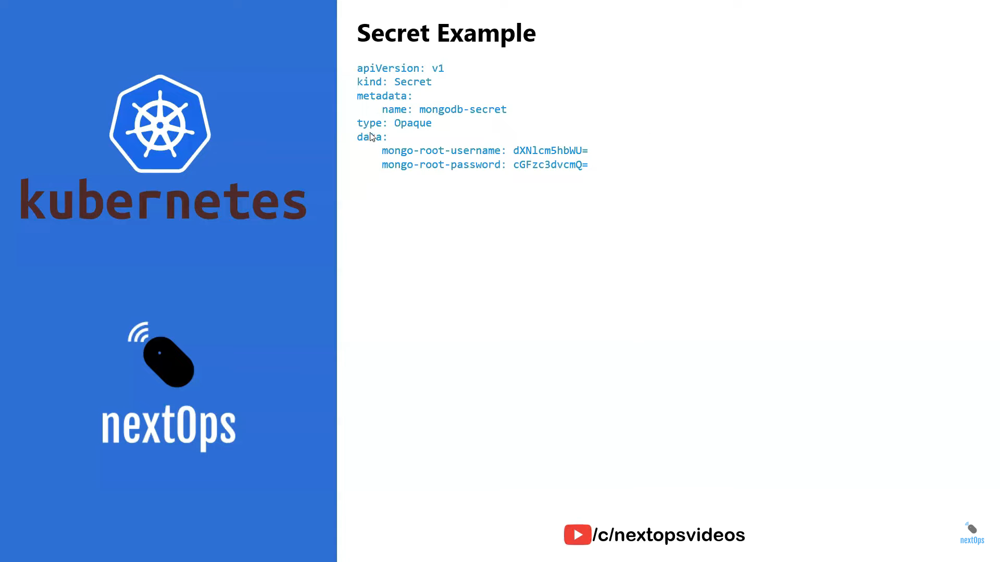 Secret Example
apiVersion: v1
kind: Secret
metadata:
    name: mongodb-secret
type: Opaque
data:
    mongo-root-username: dXNlcm5hbWU=
    mongo-root-password: cGFzc3dvcmQ=
kubernetes
nextOps
/c/nextopsvideos
nextOps